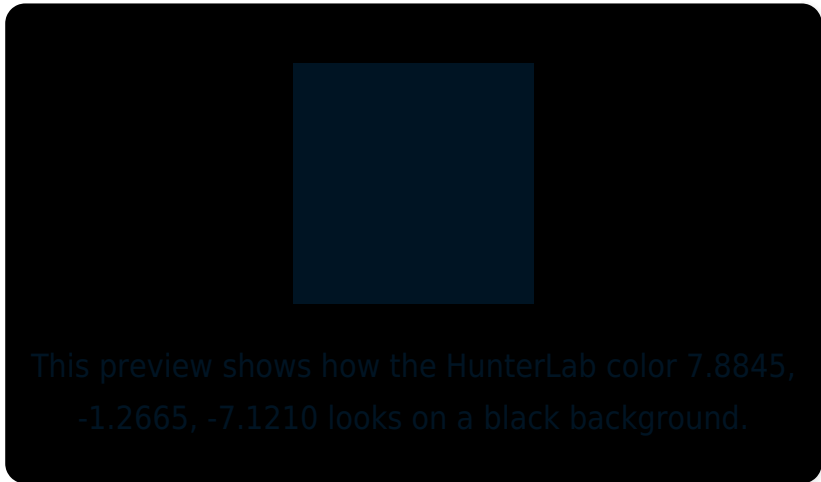 This preview shows how the HunterLab color 7.8845,
-1.2665, -7.1210 looks on a black background.